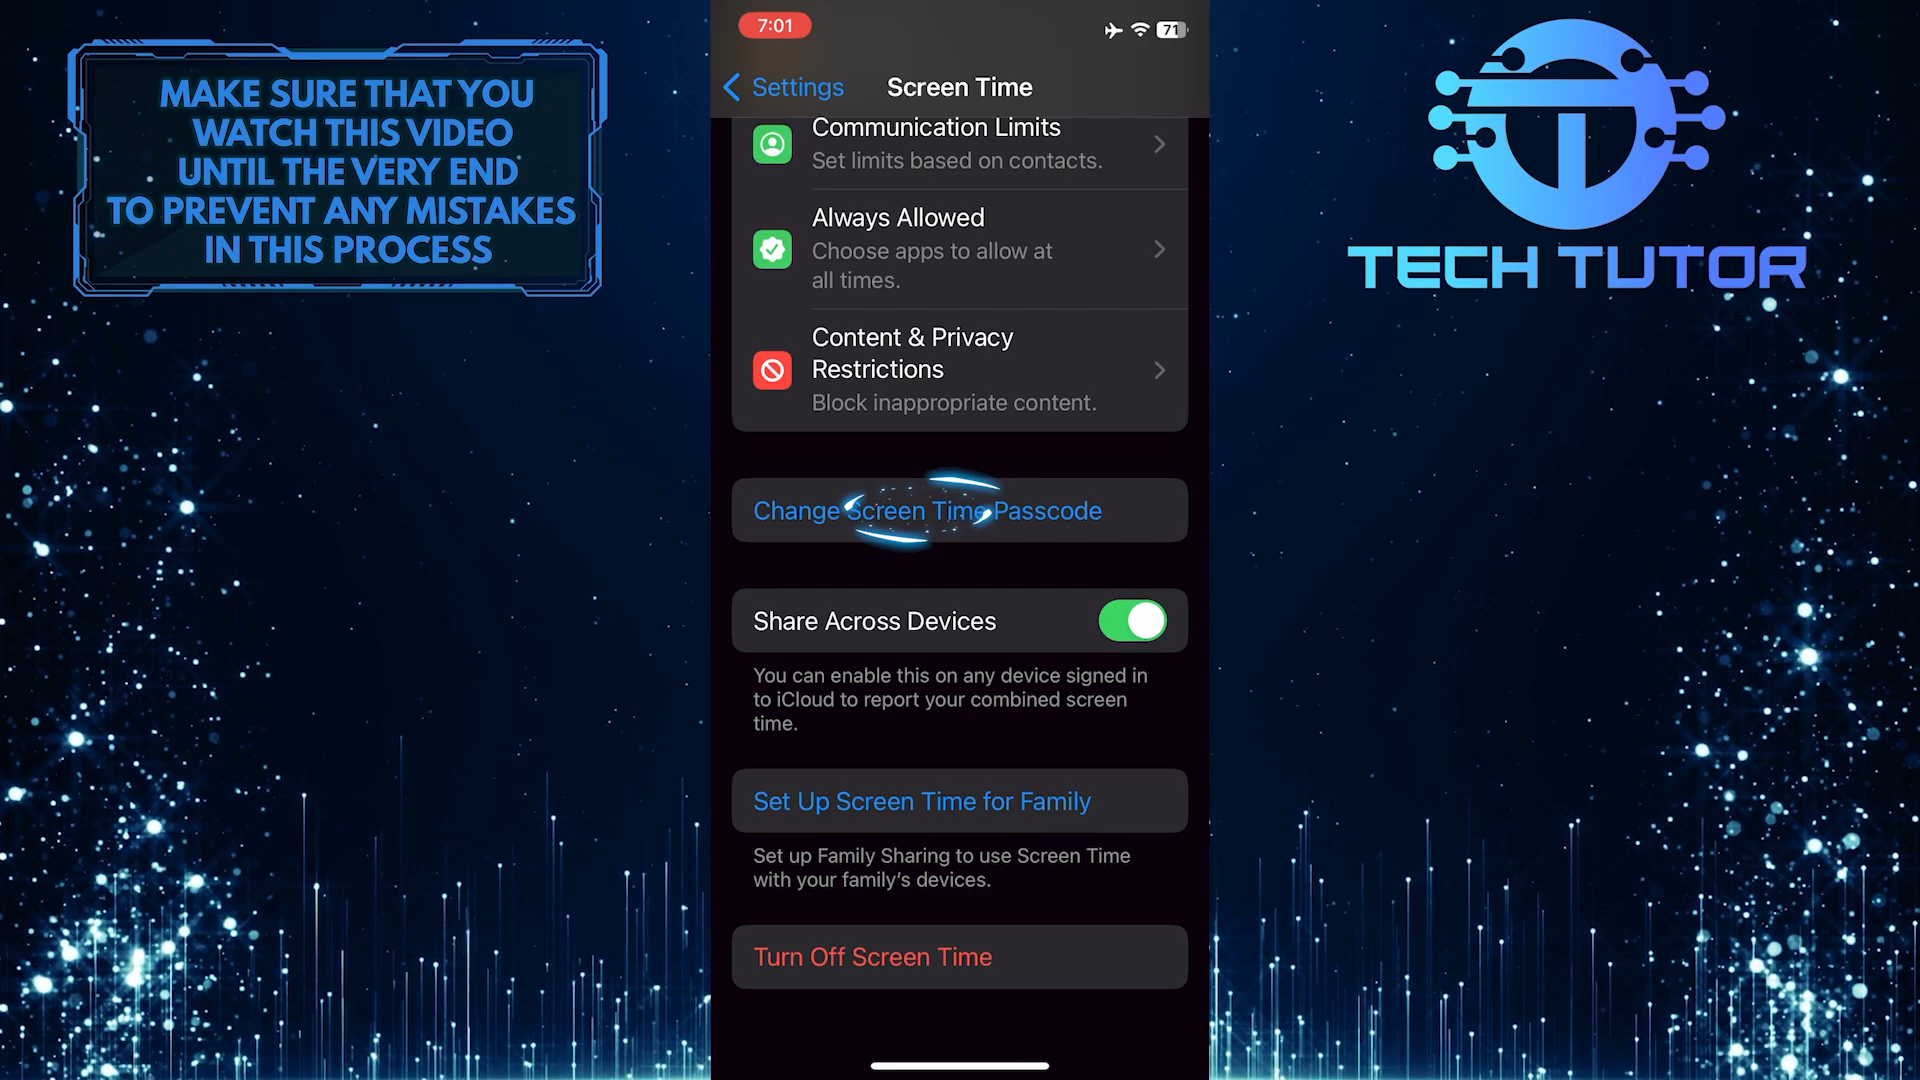 MAKE SURE THAT YOU
WATCH THIS VIDEO
UNTIL THE VERY END
TO PREVENT ANY MISTAKES
IN THIS PROCESS
7:01
71
Settings
Screen Time
Communication Limits
Set limits based on contacts.
Always Allowed
Choose apps to allow at
all times.
Content & Privacy
Restrictions
Block inappropriate content.
Change Screen Time Passcode
Share Across Devices
You can enable this on any device signed in
to iCloud to report your combined screen
time.
Set Up Screen Time for Family
Set up Family Sharing to use Screen Time
with your family's devices.
Turn Off Screen Time
TECH TUTOR